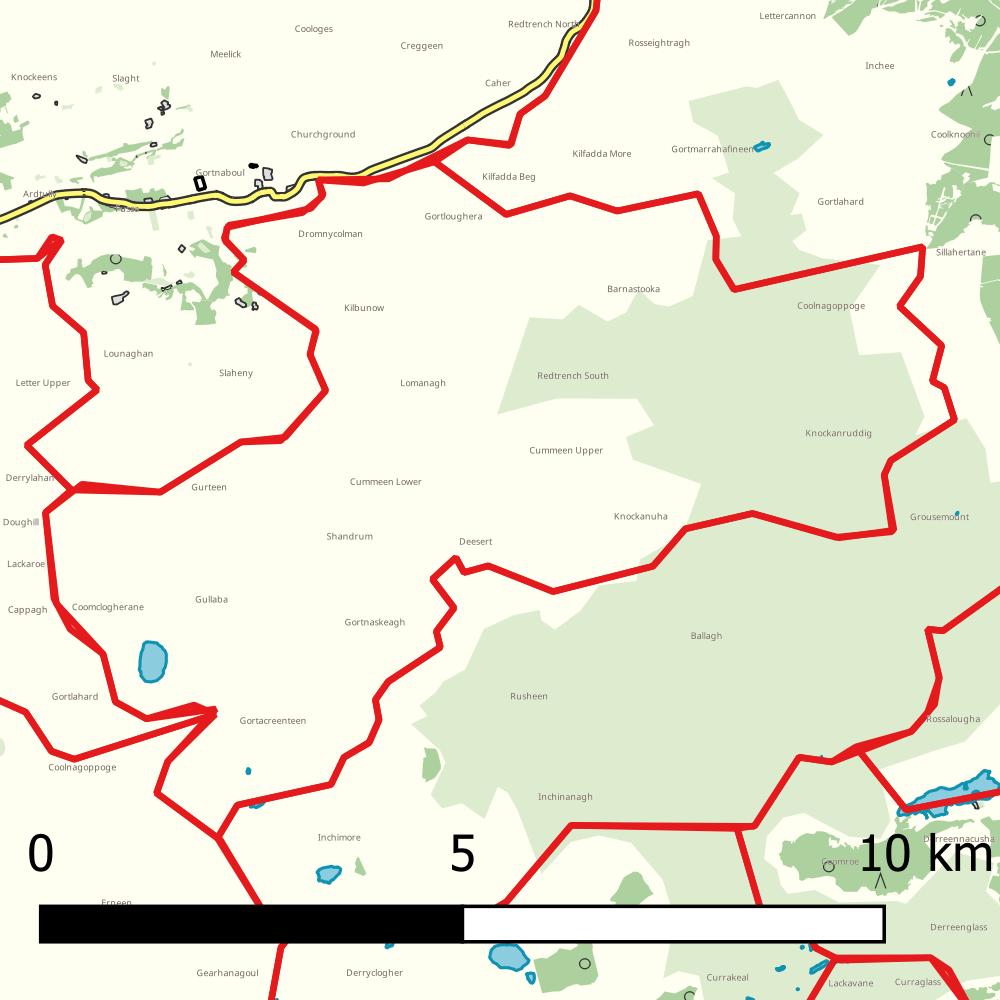 Lettercannon
Redtrench North
Coologes
Rosseightragh
Creggeen
Meelick
Inchee
Knockeens
Slaght
Caher
Churchground
Coolknoohil
Gortmarrahafineen
Kilfadda More
Gortnaboul
Kilfadda Beg
Ardtully
Gortlahard
Gortloughera
Dromnycolman
Sillahertane
Barnastooka
Coolnagoppoge
Kilbunow
Lounaghan
Slaheny
Redtrench South
Letter Upper
Lomanagh
Knockanruddig
Cummeen Upper
Derrylahan
Cummeen Lower
Gurteen
Knockanuha
Grousemount
Doughill
Shandrum
Deesert
Lackaroe
Gullaba
Coomclogherane
Cappagh
Gortnaskeagh
Ballagh
Gortlahard
Rusheen
Gortacreenteen
Rossalougha
Coolnagoppoge
Inchinanagh
Inchimore
Derreennacusha
0 5 10 km
Coomroe
Erneen
Derreenglass
Gearhanagoul
Derryclogher
Currakeal
Lackavane
Curraglass